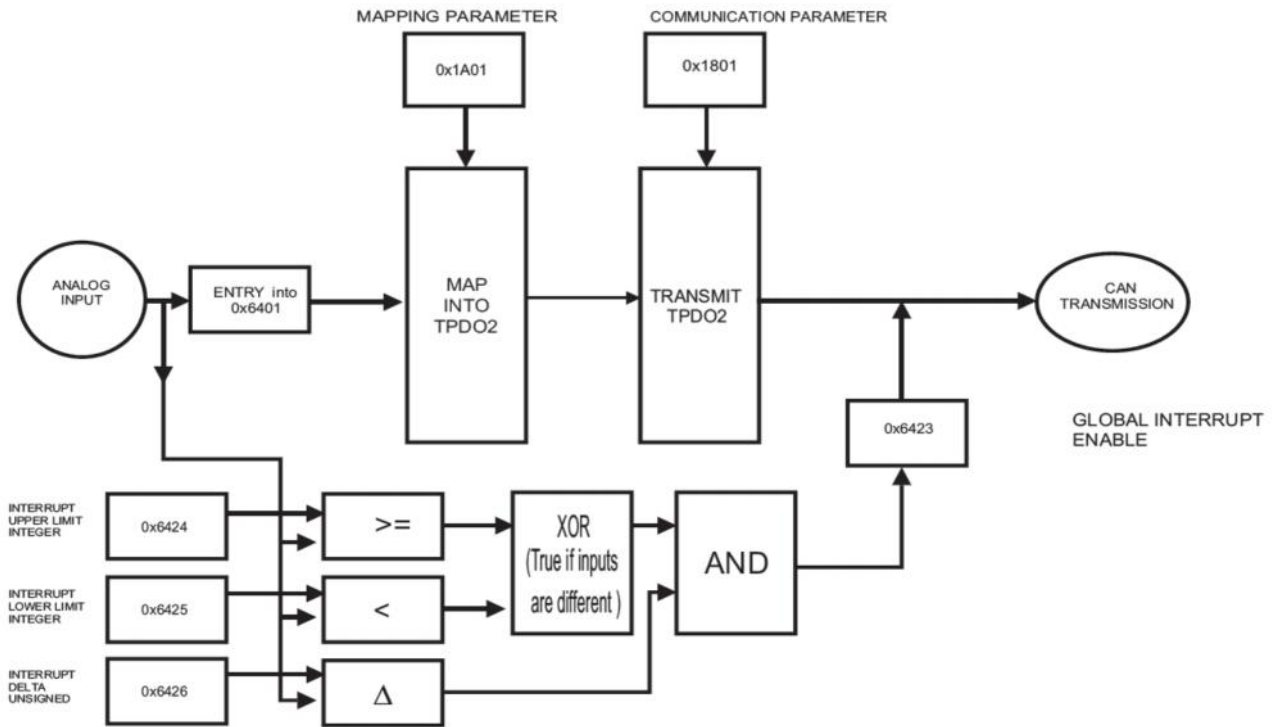 MAPPING PARAMETER
COMMUNICATION PARAMETER
0x1A01
0x1801
ANALOG
INPUT
ENTRY into
0x6401
MAP
INTO
TPDO2
TRANSMIT
TPDO2
CAN
TRANSMISSION
0x6423
GLOBAL INTERRUPT
ENABLE
INTERRUPT
UPPER LIMIT
INTEGER
0x6424
>=
XOR
(True if inputs
are different )
AND
INTERRUPT
LOWER LIMIT
INTEGER
0x6425
<
INTERRUPT
DELTA
UNSIGNED
0x6426
Δ